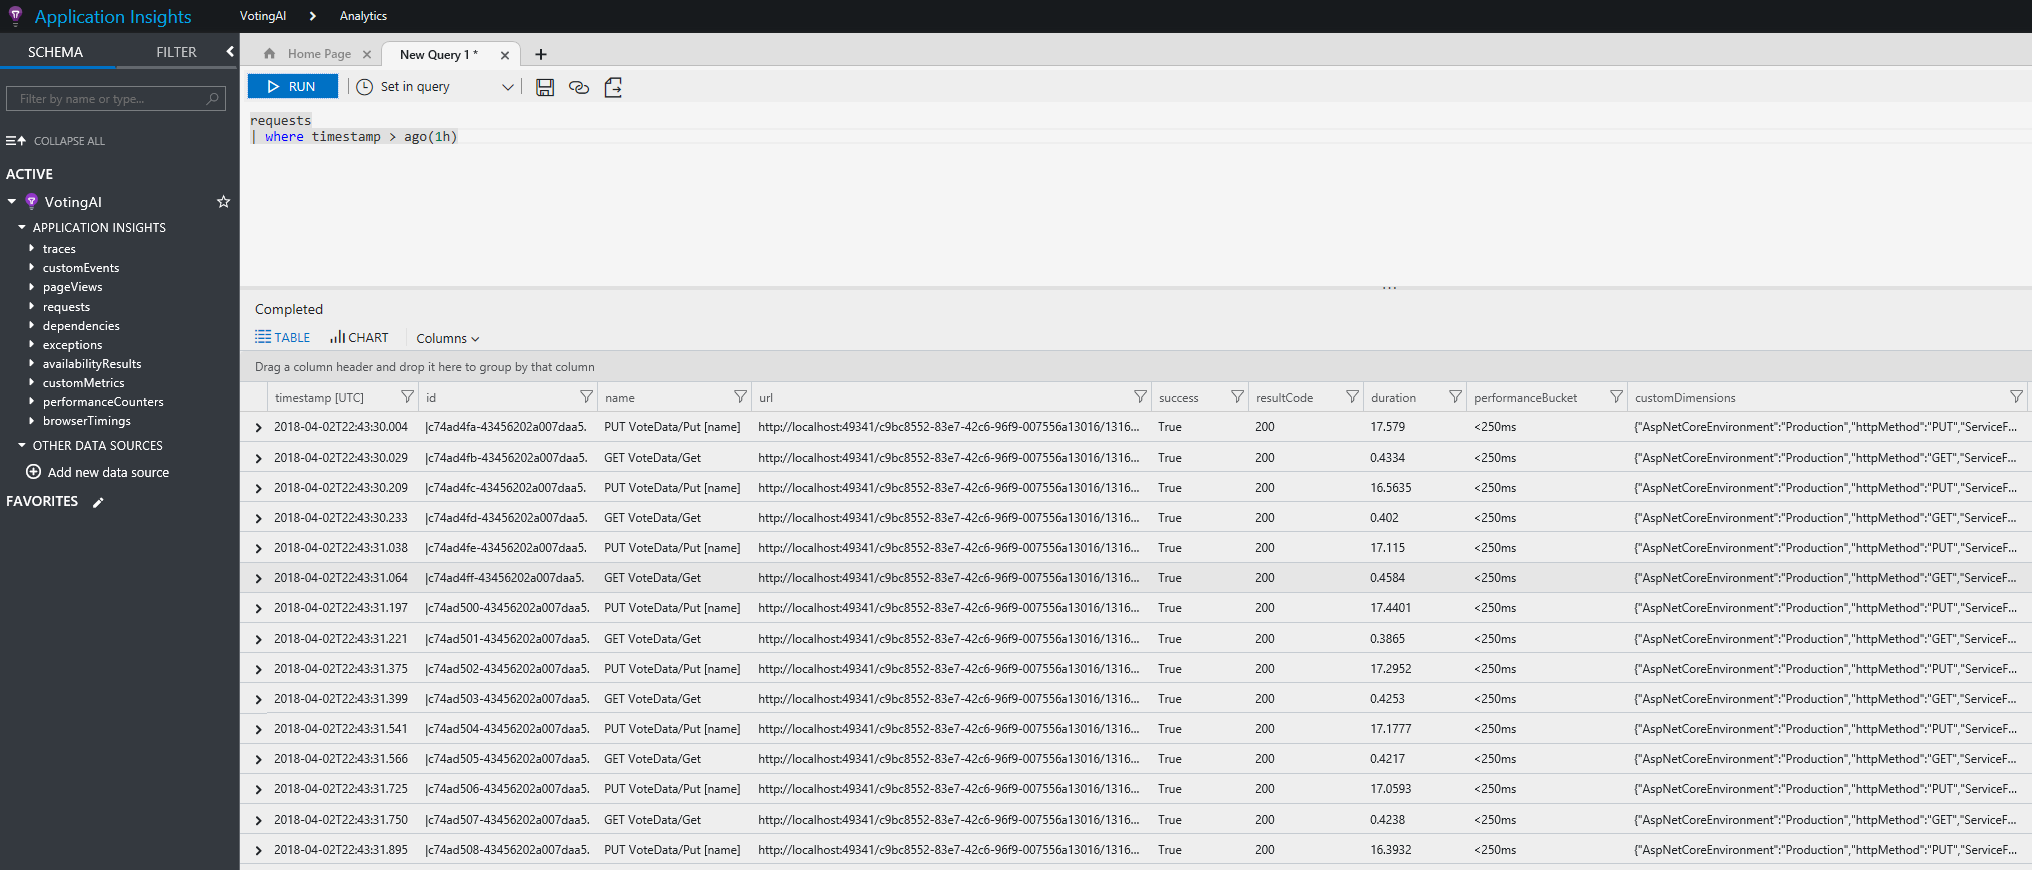 Application Insights VotingAI Analytics
SCHEMA FILTER
Home Page New Query 1 *
RUN Set in query
Filter by name or type...
requests
| where timestamp > ago(1h)
COLLAPSE ALL
ACTIVE
VotingAI
APPLICATION INSIGHTS
traces
customEvents
pageViews
requests
dependencies
exceptions
availabilityResults
customMetrics
performanceCounters
browserTimings
OTHER DATA SOURCES
Add new data source
FAVORITES
...
Completed
TABLE CHART Columns
Drag a column header and drop it here to group by that column
timestamp [UTC] id name url success resultCode duration performanceBucket customDimensions
2018-04-02T22:43:30.004 |c74ad4fa-43456202a007daa5. PUT VoteData/Put [name] http://localhost:49341/c9bc8552-83e7-42c6-96f9-007556a13016/1316... True 200 17.579 <250ms {"AspNetCoreEnvironment":"Production","httpMethod":"PUT","ServiceF...
2018-04-02T22:43:30.029 |c74ad4fb-43456202a007daa5. GET VoteData/Get http://localhost:49341/c9bc8552-83e7-42c6-96f9-007556a13016/1316... True 200 0.4334 <250ms {"AspNetCoreEnvironment":"Production","httpMethod":"GET","ServiceF...
2018-04-02T22:43:30.209 |c74ad4fc-43456202a007daa5. PUT VoteData/Put [name] http://localhost:49341/c9bc8552-83e7-42c6-96f9-007556a13016/1316... True 200 16.5635 <250ms {"AspNetCoreEnvironment":"Production","httpMethod":"PUT","ServiceF...
2018-04-02T22:43:30.233 |c74ad4fd-43456202a007daa5. GET VoteData/Get http://localhost:49341/c9bc8552-83e7-42c6-96f9-007556a13016/1316... True 200 0.402 <250ms {"AspNetCoreEnvironment":"Production","httpMethod":"GET","ServiceF...
2018-04-02T22:43:31.038 |c74ad4fe-43456202a007daa5. PUT VoteData/Put [name] http://localhost:49341/c9bc8552-83e7-42c6-96f9-007556a13016/1316... True 200 17.115 <250ms {"AspNetCoreEnvironment":"Production","httpMethod":"PUT","ServiceF...
2018-04-02T22:43:31.064 |c74ad4ff-43456202a007daa5. GET VoteData/Get http://localhost:49341/c9bc8552-83e7-42c6-96f9-007556a13016/1316... True 200 0.4584 <250ms {"AspNetCoreEnvironment":"Production","httpMethod":"GET","ServiceF...
2018-04-02T22:43:31.197 |c74ad500-43456202a007daa5. PUT VoteData/Put [name] http://localhost:49341/c9bc8552-83e7-42c6-96f9-007556a13016/1316... True 200 17.4401 <250ms {"AspNetCoreEnvironment":"Production","httpMethod":"PUT","ServiceF...
2018-04-02T22:43:31.221 |c74ad501-43456202a007daa5. GET VoteData/Get http://localhost:49341/c9bc8552-83e7-42c6-96f9-007556a13016/1316... True 200 0.3865 <250ms {"AspNetCoreEnvironment":"Production","httpMethod":"GET","ServiceF...
2018-04-02T22:43:31.375 |c74ad502-43456202a007daa5. PUT VoteData/Put [name] http://localhost:49341/c9bc8552-83e7-42c6-96f9-007556a13016/1316... True 200 17.2952 <250ms {"AspNetCoreEnvironment":"Production","httpMethod":"PUT","ServiceF...
2018-04-02T22:43:31.399 |c74ad503-43456202a007daa5. GET VoteData/Get http://localhost:49341/c9bc8552-83e7-42c6-96f9-007556a13016/1316... True 200 0.4253 <250ms {"AspNetCoreEnvironment":"Production","httpMethod":"GET","ServiceF...
2018-04-02T22:43:31.541 |c74ad504-43456202a007daa5. PUT VoteData/Put [name] http://localhost:49341/c9bc8552-83e7-42c6-96f9-007556a13016/1316... True 200 17.1777 <250ms {"AspNetCoreEnvironment":"Production","httpMethod":"PUT","ServiceF...
2018-04-02T22:43:31.566 |c74ad505-43456202a007daa5. GET VoteData/Get http://localhost:49341/c9bc8552-83e7-42c6-96f9-007556a13016/1316... True 200 0.4217 <250ms {"AspNetCoreEnvironment":"Production","httpMethod":"GET","ServiceF...
2018-04-02T22:43:31.725 |c74ad506-43456202a007daa5. PUT VoteData/Put [name] http://localhost:49341/c9bc8552-83e7-42c6-96f9-007556a13016/1316... True 200 17.0593 <250ms {"AspNetCoreEnvironment":"Production","httpMethod":"PUT","ServiceF...
2018-04-02T22:43:31.750 |c74ad507-43456202a007daa5. GET VoteData/Get http://localhost:49341/c9bc8552-83e7-42c6-96f9-007556a13016/1316... True 200 0.4238 <250ms {"AspNetCoreEnvironment":"Production","httpMethod":"GET","ServiceF...
2018-04-02T22:43:31.895 |c74ad508-43456202a007daa5. PUT VoteData/Put [name] http://localhost:49341/c9bc8552-83e7-42c6-96f9-007556a13016/1316... True 200 16.3932 <250ms {"AspNetCoreEnvironment":"Production","httpMethod":"PUT","ServiceF...